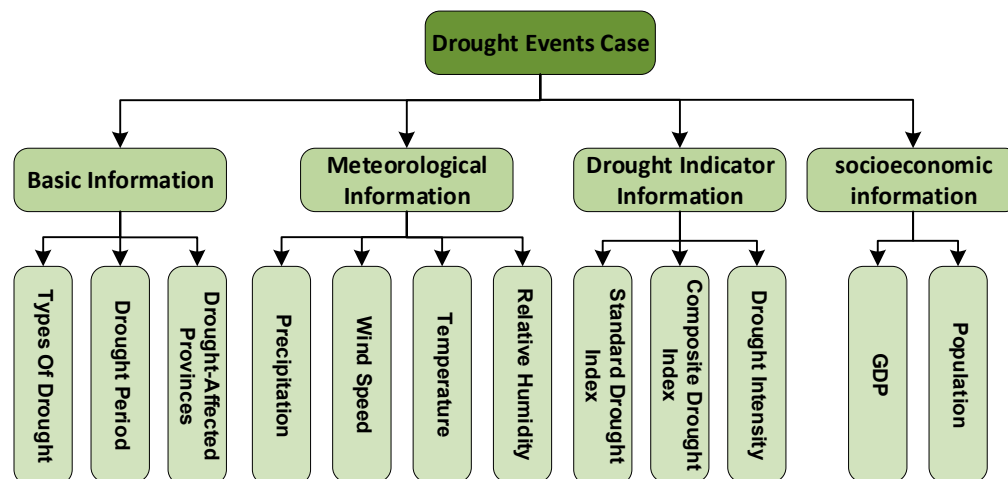 Drought Events Case
Basic Information
Meteorological
Information
Drought Indicator
Information
socioeconomic
information
Types Of Drought
Drought Period
Drought-Affected
Provinces
Precipitation
Wind Speed
Temperature
Relative Humidity
Standard Drought
Index
Composite Drought
Index
Drought Intensity
GDP
Population